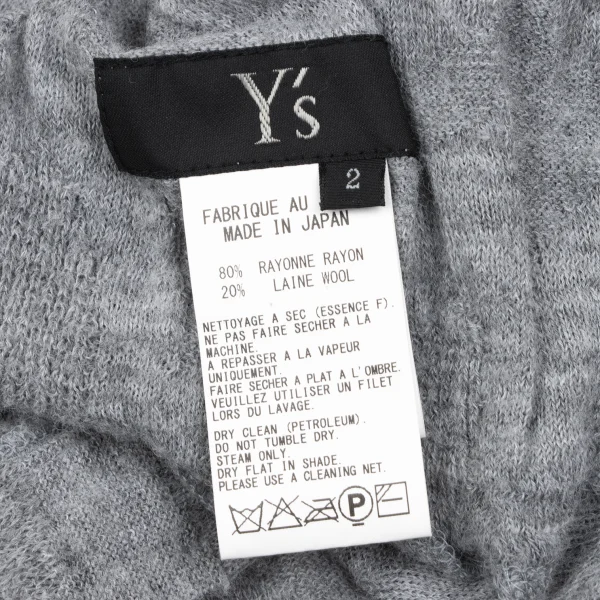 Y's
2
FABRIQUE AU
MADE IN JAPAN
80% RAYONNE RAYON
20% LAINE WOOL
NETTOYAGE A SEC (ESSENCE F).
NE PAS FAIRE SECHER A LA
MACHINE.
A REPASSER A LA VAPEUR
UNIQUEMENT.
FAIRE SECHER A PLAT A L'OMBRE.
VEUILLEZ UTILISER UN FILET
LORS DU LAVAGE.
DRY CLEAN (PETROLEUM).
DO NOT TUMBLE DRY.
STEAM ONLY.
DRY FLAT IN SHADE.
PLEASE USE A CLEANING NET.
P